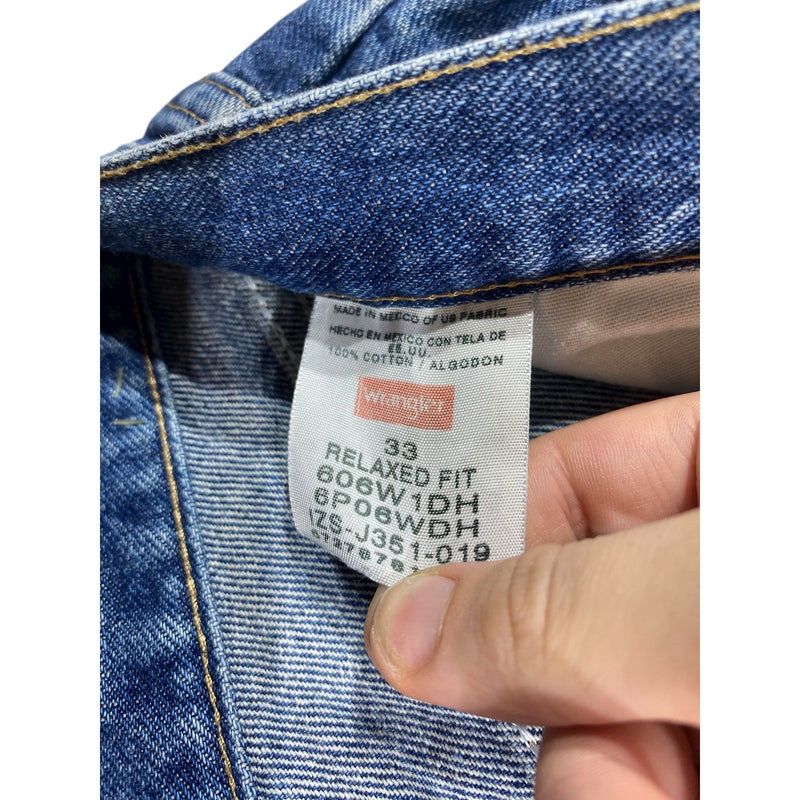 MADE IN MEXICO OF US FABRIC
HECHO EN MEXICO CON TELA DE
EE.UU.
100% COTTON / ALGODON
Wrangler
33
RELAXED FIT
606W1DH
6P06WDH
IZS-J351-019